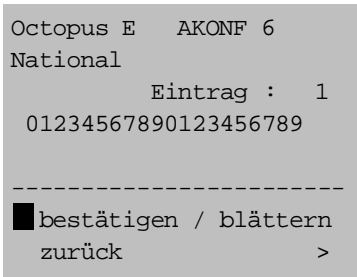 Octopus E AKONF 6
National
Eintrag : 1
01234567890123456789
------------------------
bestätigen / blättern
zurück >